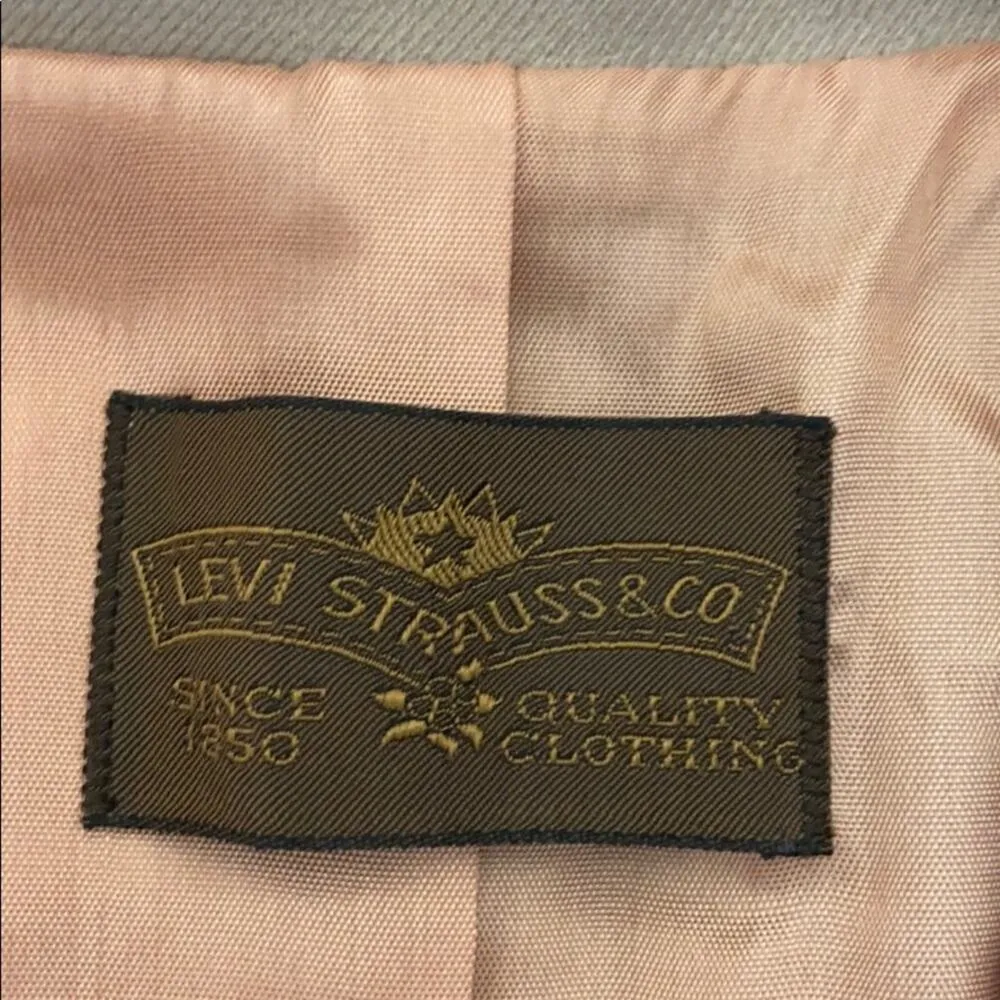 LEVI STRAUSS & CO
SINCE
1850
QUALITY
CLOTHING